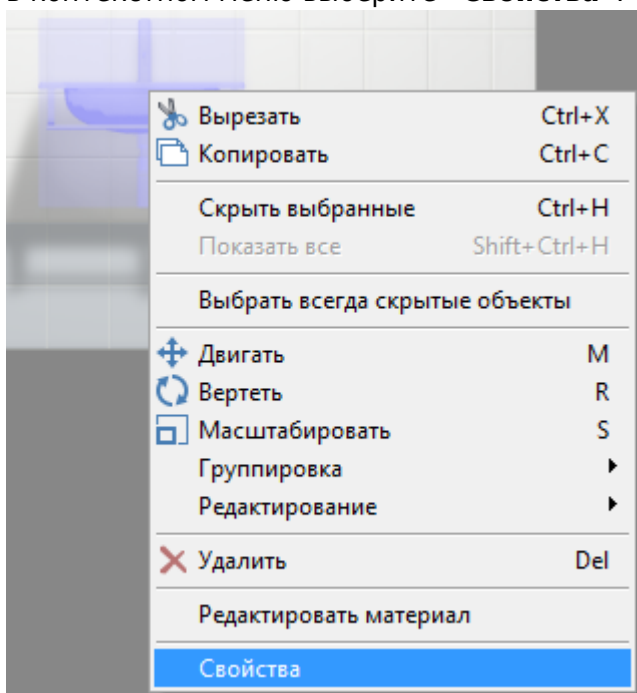 в контекстном меню выберите "Свойства".
Вырезать Ctrl+X
Копировать Ctrl+C
Скрыть выбранные Ctrl+H
Показать все Shift+Ctrl+H
Выбрать всегда скрытые объекты
Двигать M
Вертеть R
Масштабировать S
Группировка
Редактирование
Удалить Del
Редактировать материал
Свойства